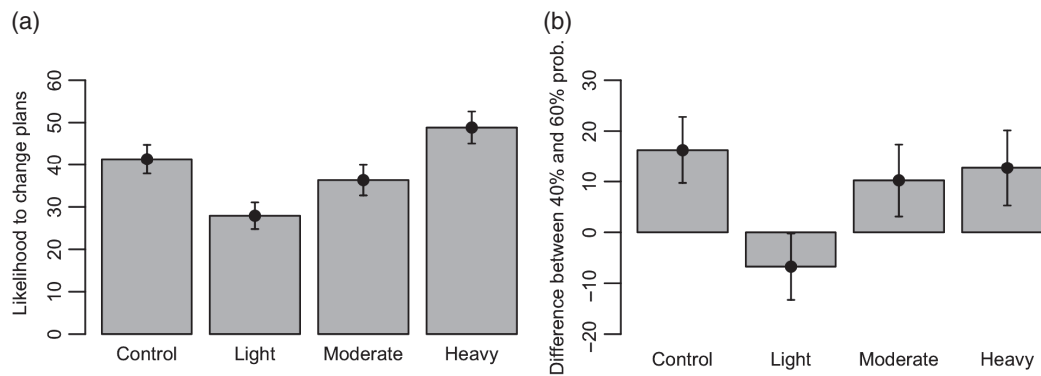 (a)
Likelihood to change plans
60
50
40
30
20
10
0
Control Light Moderate Heavy
(b)
Difference between 40% and 60% prob.
30
20
10
0
−10
−20
Control Light Moderate Heavy